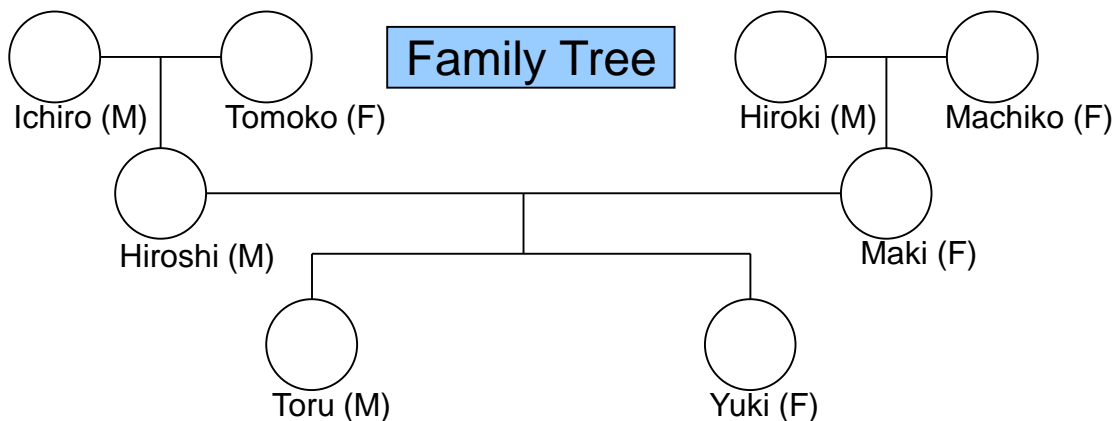 Family Tree
Ichiro (M) Tomoko (F) Hiroki (M) Machiko (F)
Hiroshi (M) Maki (F)
Toru (M) Yuki (F)